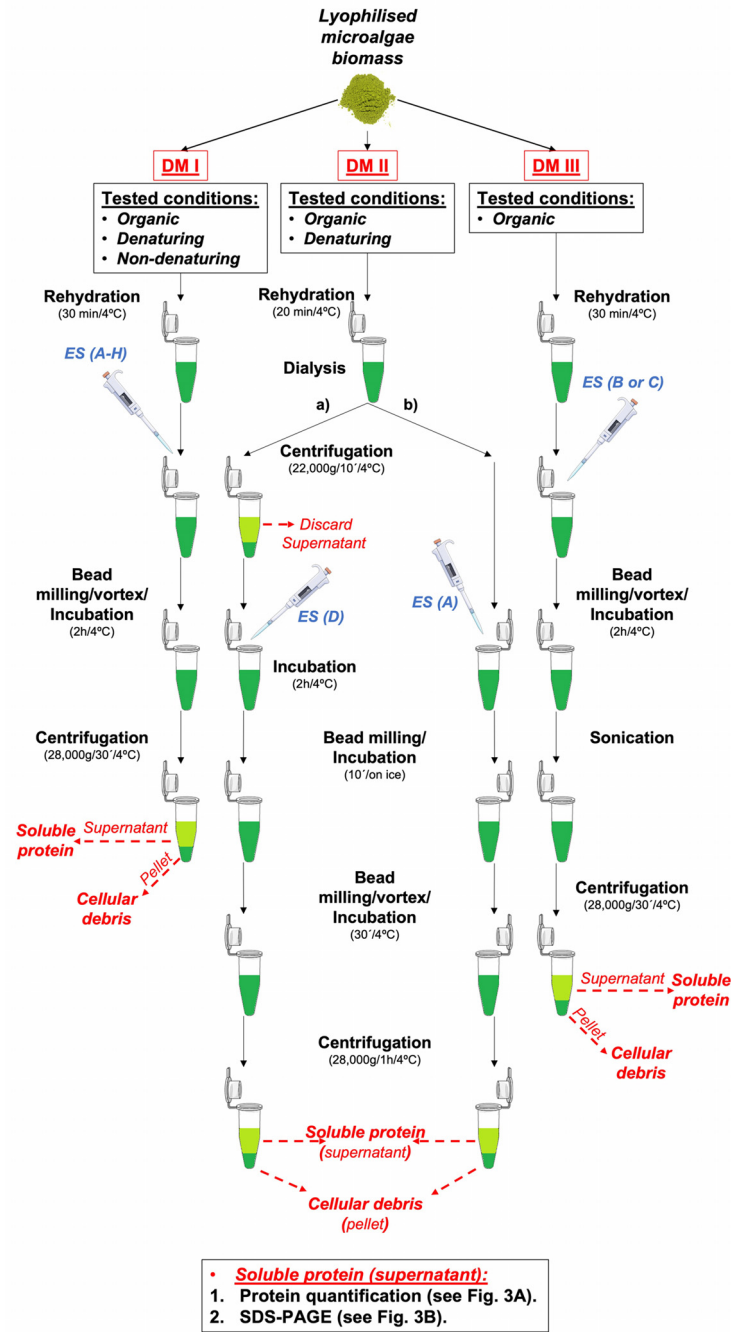 Lyophilised
microalgae
biomass
DM I
DM II
DM III
Tested conditions:
• Organic
• Denaturing
• Non-denaturing
Tested conditions:
• Organic
• Denaturing
Tested conditions:
• Organic
Rehydration
(30 min/4ºC)
Rehydration
(20 min/4ºC)
Rehydration
(30 min/4ºC)
ES (A-H)
Dialysis
ES (B or C)
a)
b)
Centrifugation
(22,000g/10´/4ºC)
Discard
Supernatant
Bead
milling/vortex/
Incubation
(2h/4ºC)
ES (D)
ES (A)
Bead
milling/vortex/
Incubation
(2h/4ºC)
Incubation
(2h/4ºC)
Centrifugation
(28,000g/30´/4ºC)
Bead milling/
Incubation
(10´/on ice)
Sonication
Supernatant
Soluble
protein
Pellet
Cellular
debris
Bead
milling/vortex/
Incubation
(30´/4ºC)
Centrifugation
(28,000g/30´/4ºC)
Supernatant
Soluble
protein
Pellet
Cellular
debris
Centrifugation
(28,000g/1h/4ºC)
Soluble protein
(supernatant)
Cellular debris
(pellet)
• Soluble protein (supernatant):
1. Protein quantification (see Fig. 3A).
2. SDS-PAGE (see Fig. 3B).